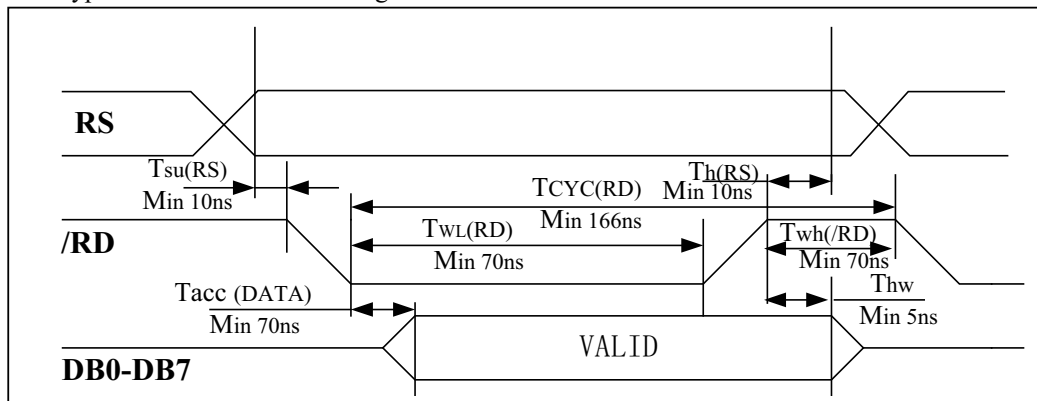 RS
Tsu(RS)
Min 10ns
Th(RS)
Min 10ns
TCYC(RD)
Min 166ns
/RD
TWL(RD)
Min 70ns
Twh(/RD)
Min 70ns
Tacc (DATA)
Min 70ns
Thw
Min 5ns
VALID
DB0-DB7